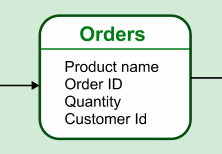 Orders
Product name
Order ID
Quantity
Customer Id